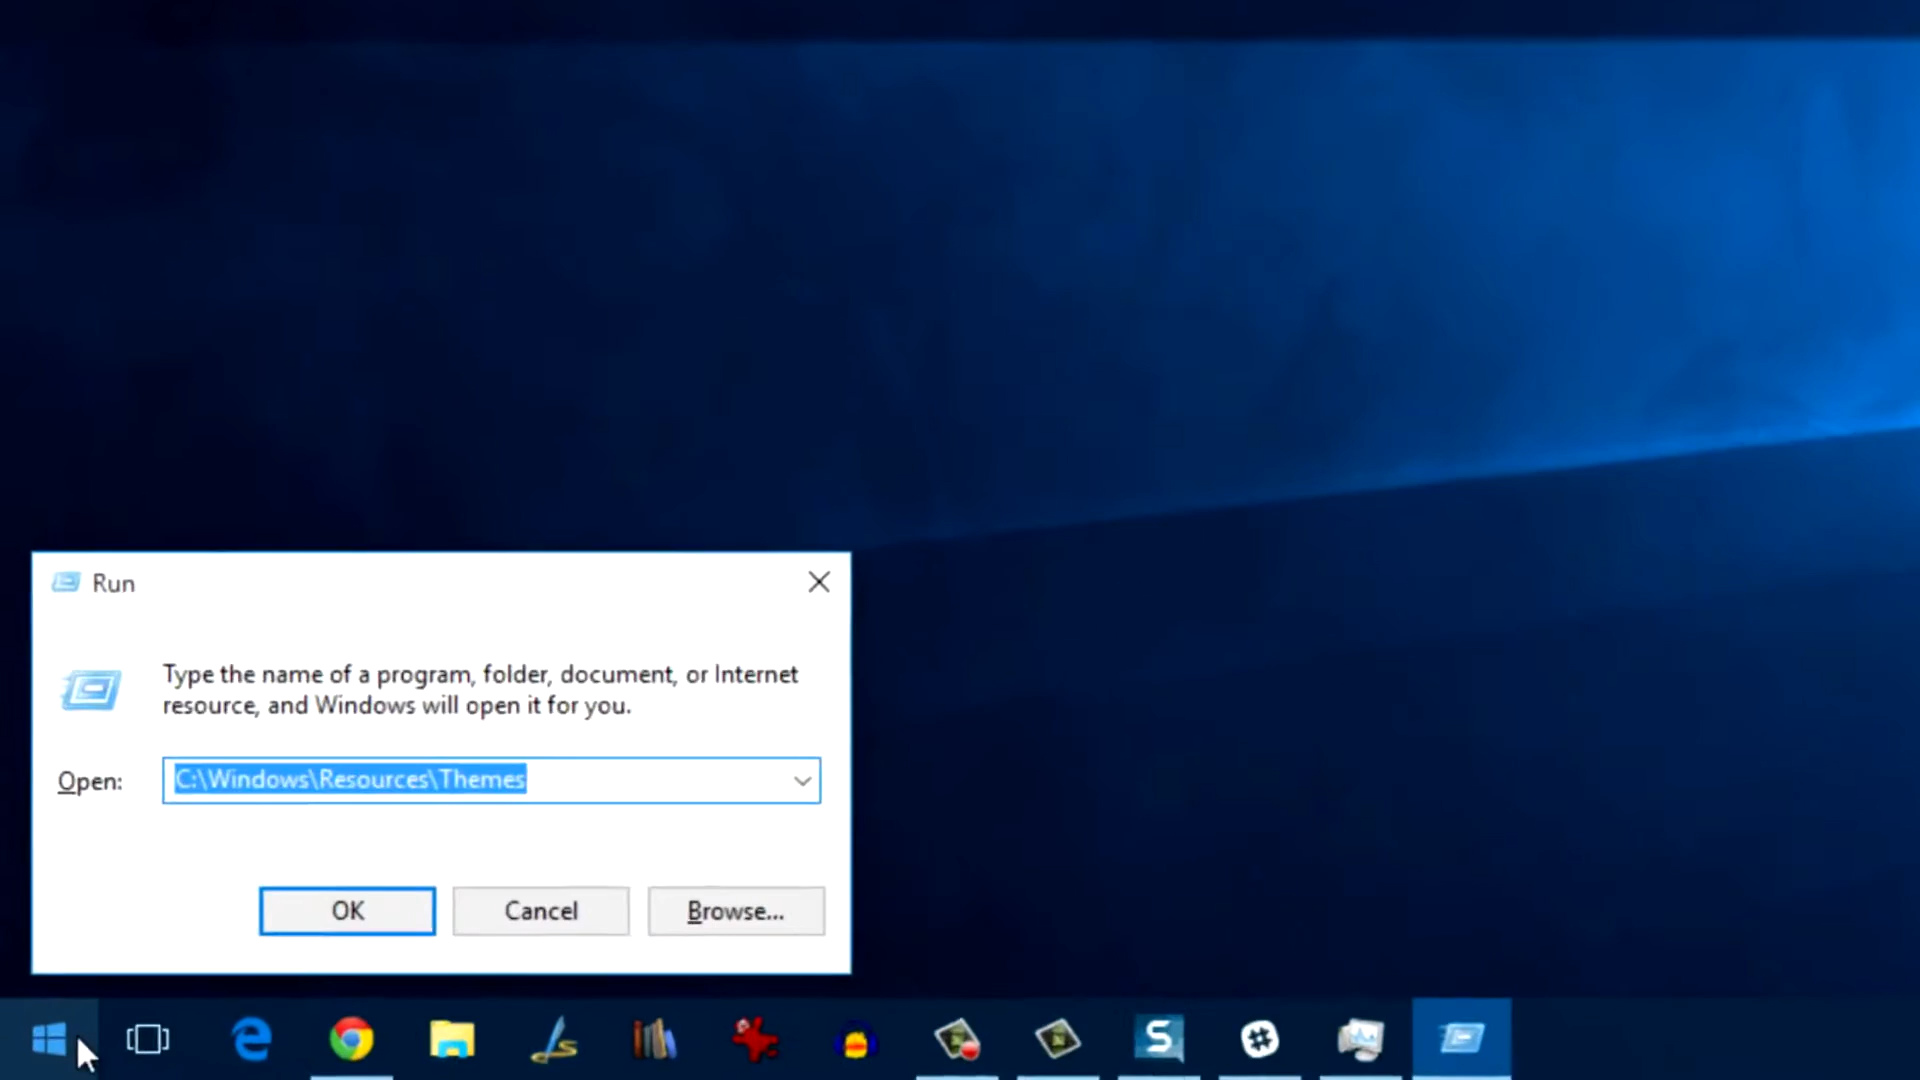 Run
Type the name of a program, folder, document, or Internet
resource, and Windows will open it for you.
Open:
C:\Windows\Resources\Themes
OK
Cancel
Browse...